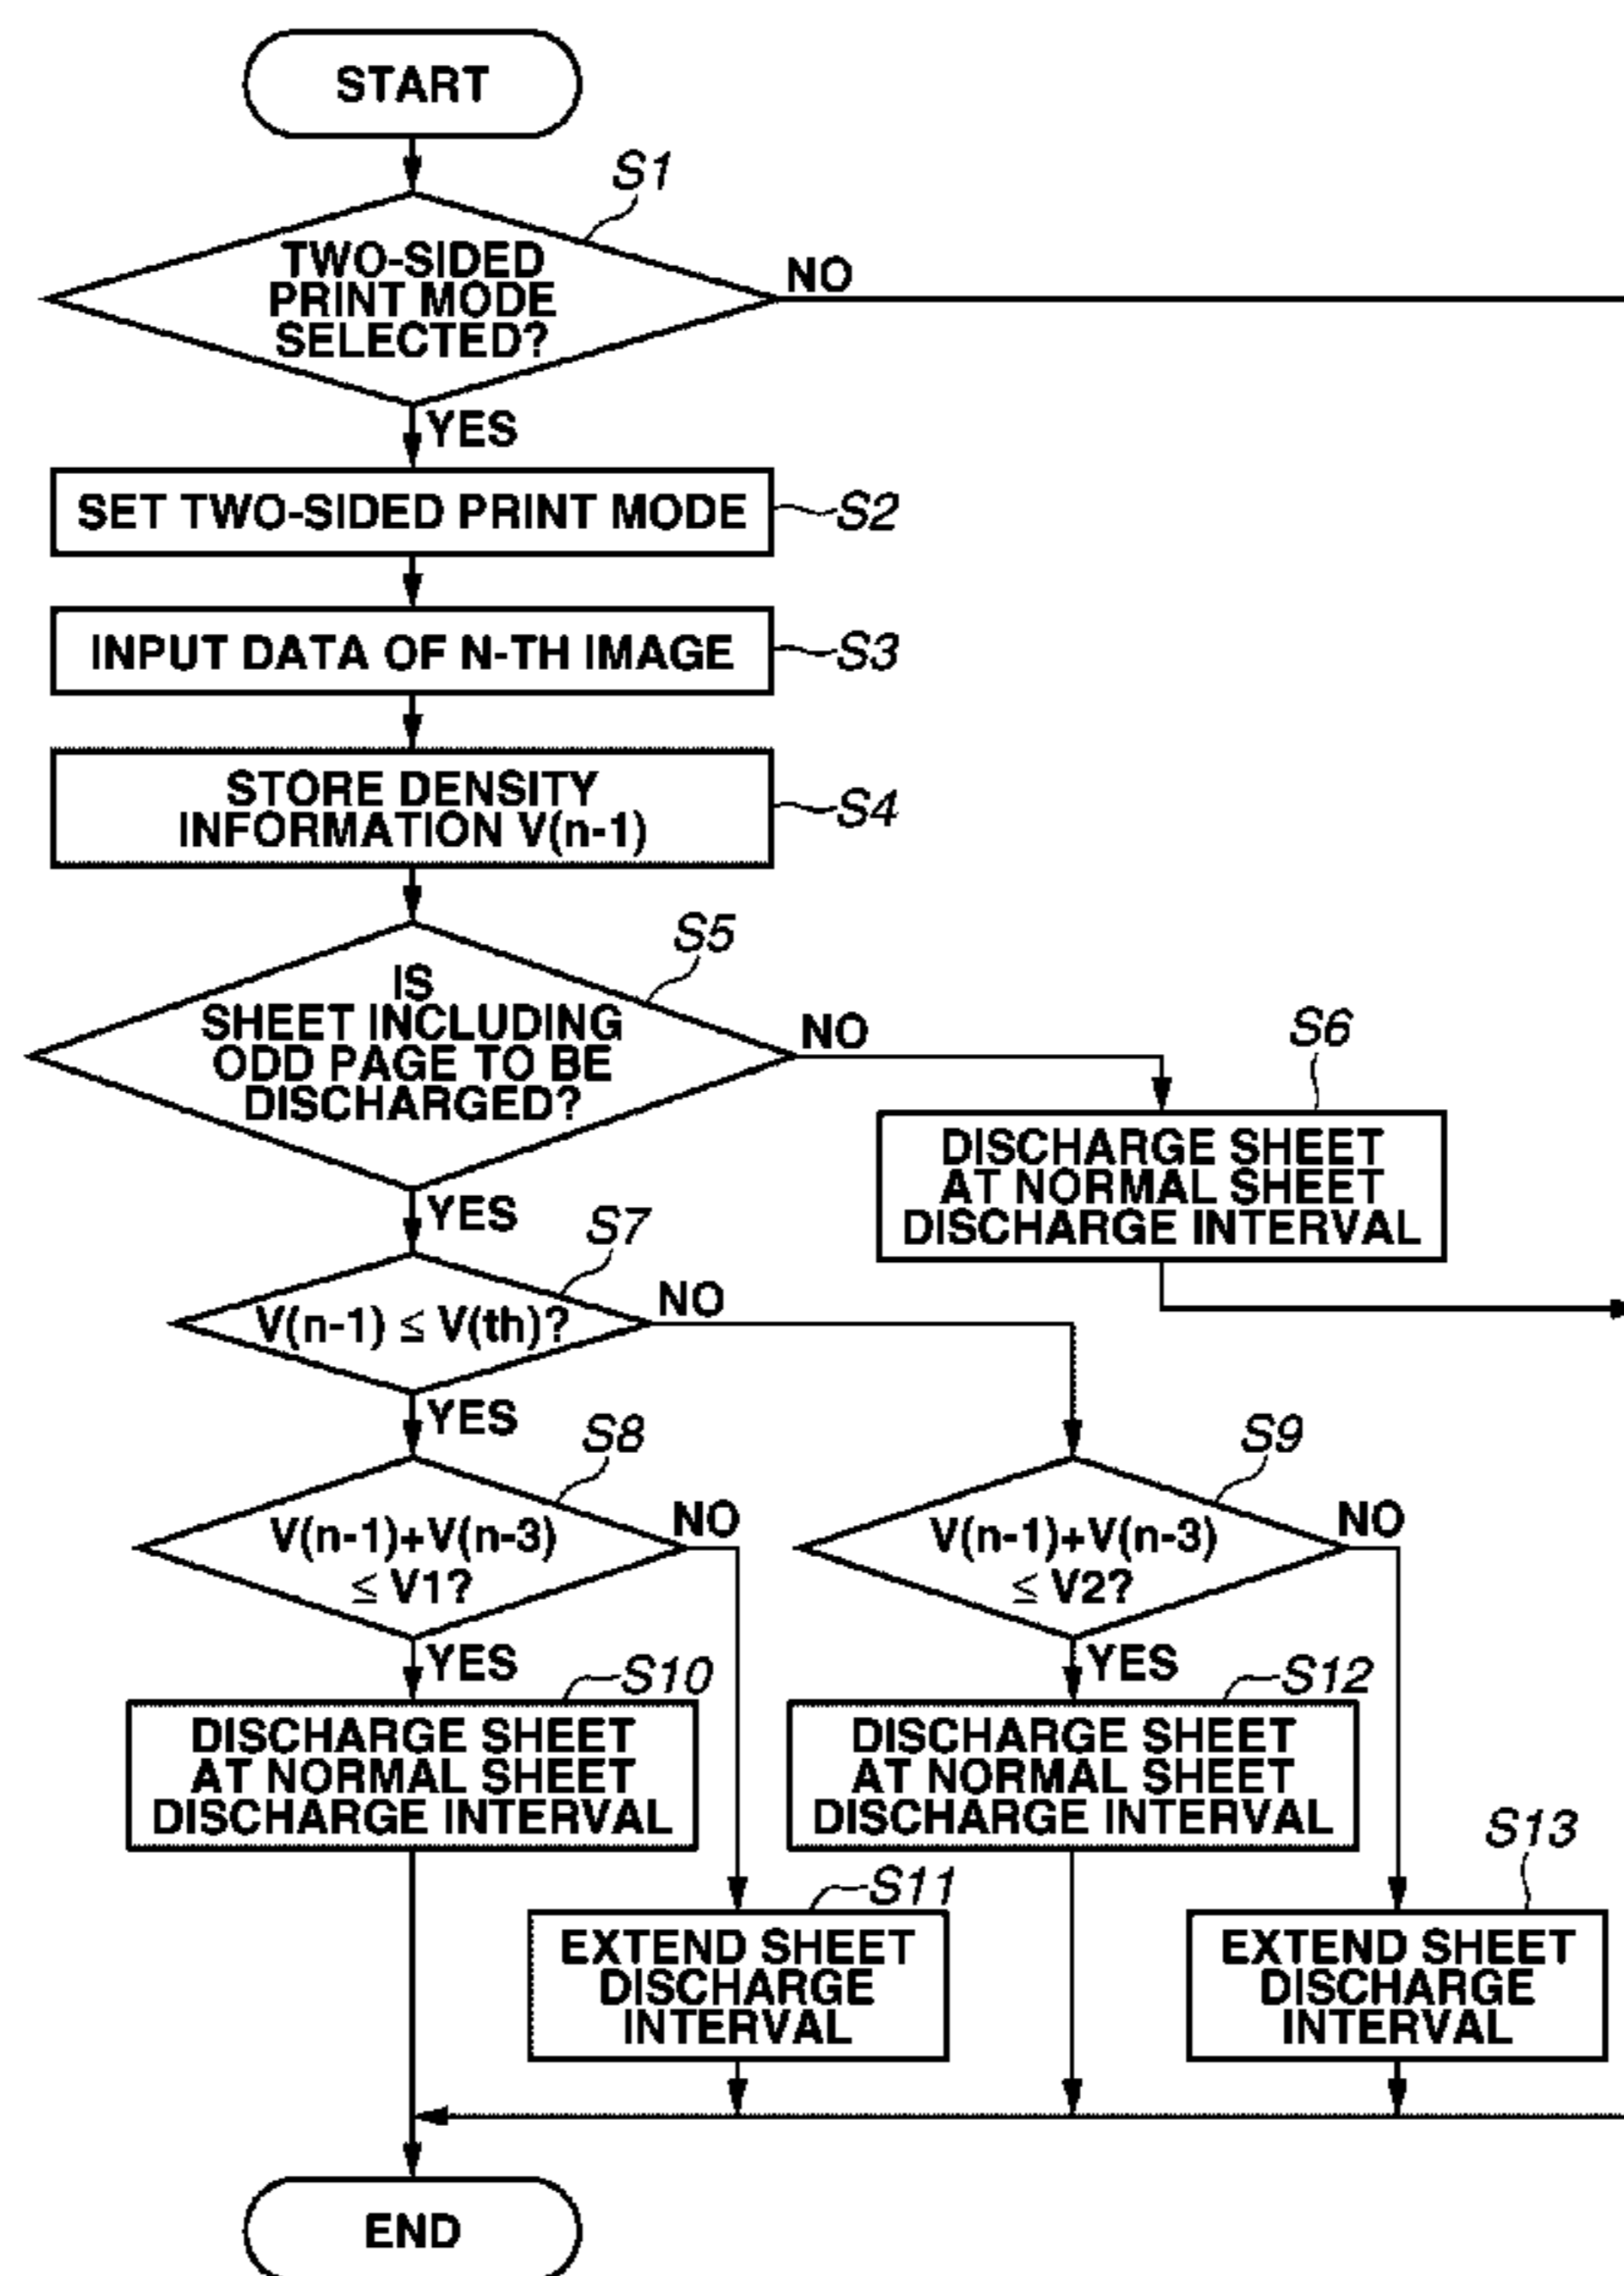 START
S1
TWO-SIDED
PRINT MODE
SELECTED?
NO
YES
SET TWO-SIDED PRINT MODE
S2
INPUT DATA OF N-TH IMAGE
S3
STORE DENSITY
INFORMATION V(n-1)
S4
S5
IS
SHEET INCLUDING
ODD PAGE TO BE
DISCHARGED?
NO
S6
DISCHARGE SHEET
AT NORMAL SHEET
DISCHARGE INTERVAL
YES
S7
V(n-1) ≤ V(th)?
NO
YES
S8
V(n-1)+V(n-3)
≤ V1?
NO
S9
V(n-1)+V(n-3)
≤ V2?
NO
YES
S10
DISCHARGE SHEET
AT NORMAL SHEET
DISCHARGE INTERVAL
YES
S12
DISCHARGE SHEET
AT NORMAL SHEET
DISCHARGE INTERVAL
S11
EXTEND SHEET
DISCHARGE
INTERVAL
S13
EXTEND SHEET
DISCHARGE
INTERVAL
END